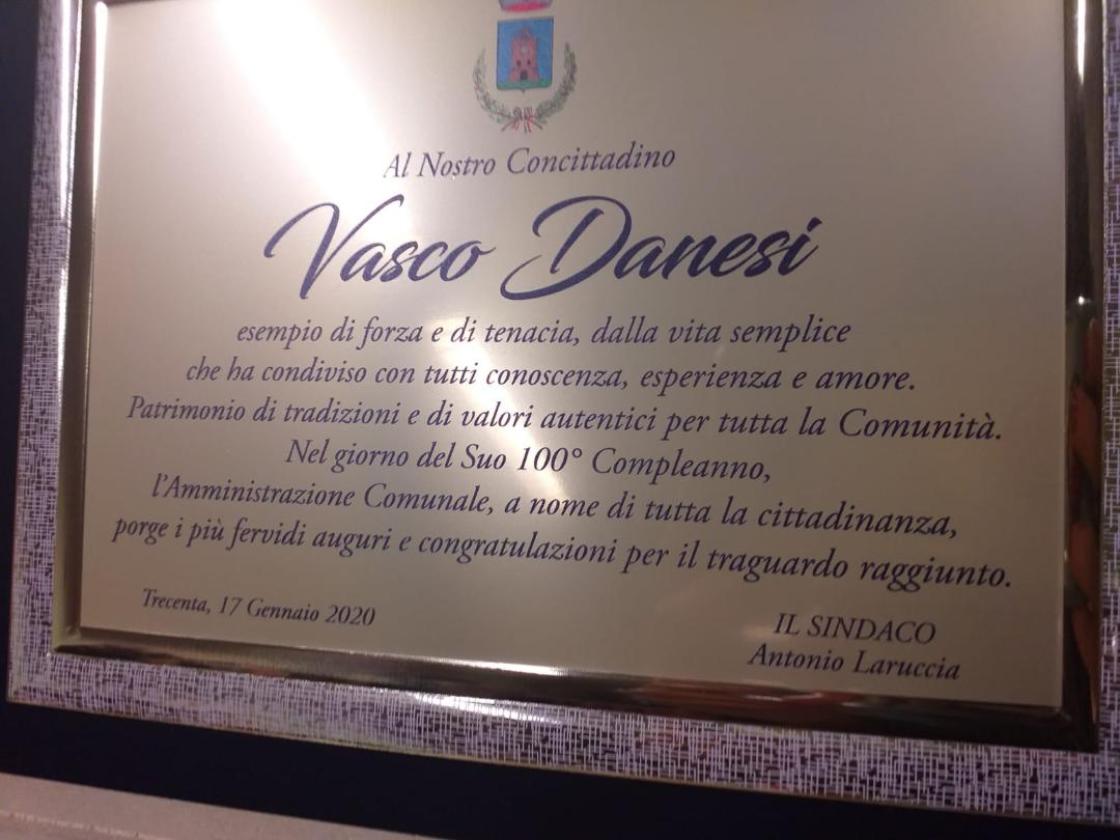 Al Nostro Concittadino
Vasco Danesi
esempio di forza e di tenacia, dalla vita semplice
che ha condiviso con tutti conoscenza, esperienza e amore.
Patrimonio di tradizioni e di valori autentici per tutta la Comunità.
Nel giorno del Suo 100° Compleanno,
l'Amministrazione Comunale, a nome di tutta la cittadinanza,
porge i più fervidi auguri e congratulazioni per il traguardo raggiunto.
Trecenta, 17 Gennaio 2020
IL SINDACO
Antonio Laruccia